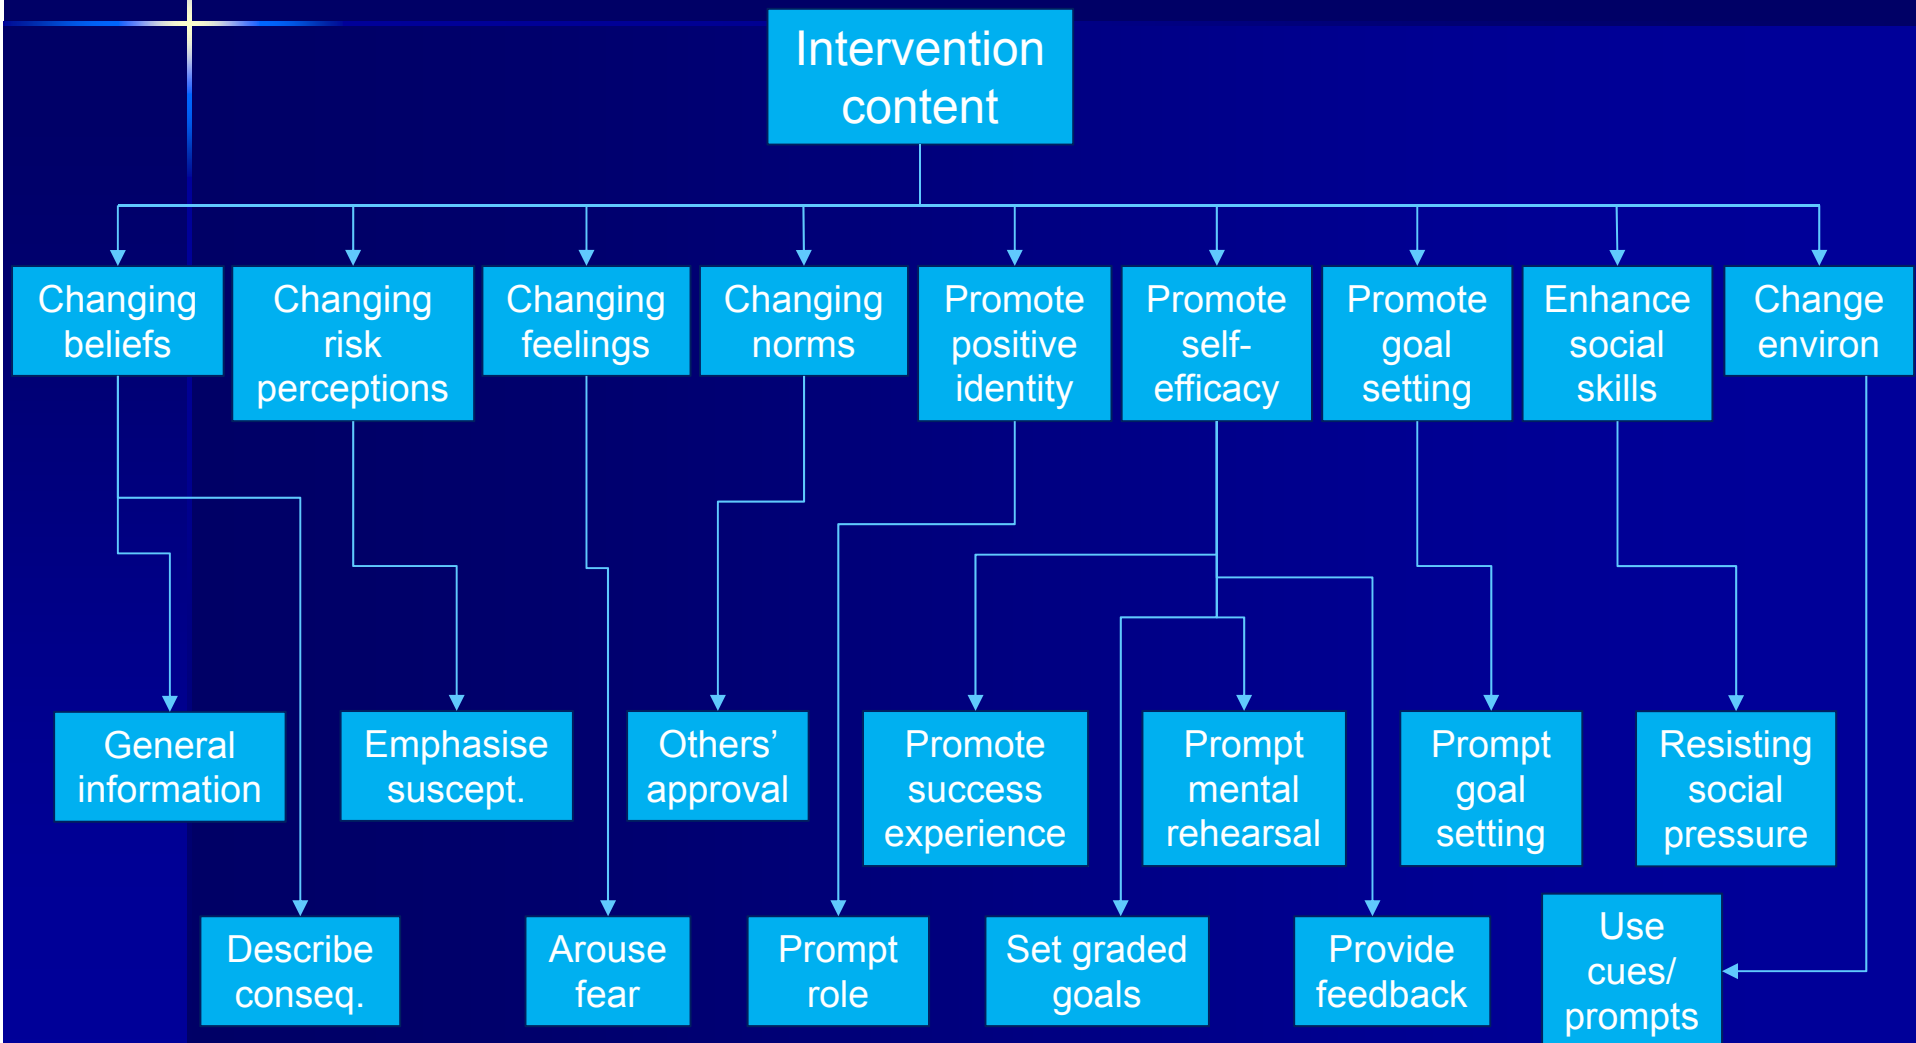 Intervention
content
Changing
beliefs
Changing
risk
perceptions
Changing
feelings
Changing
norms
Promote
positive
identity
Promote
self-
efficacy
Promote
goal
setting
Enhance
social
skills
Change
environ
General
information
Emphasise
suscept.
Others’
approval
Promote
success
experience
Prompt
mental
rehearsal
Prompt
goal
setting
Resisting
social
pressure
Describe
conseq.
Arouse
fear
Prompt
role
Set graded
goals
Provide
feedback
Use
cues/
prompts